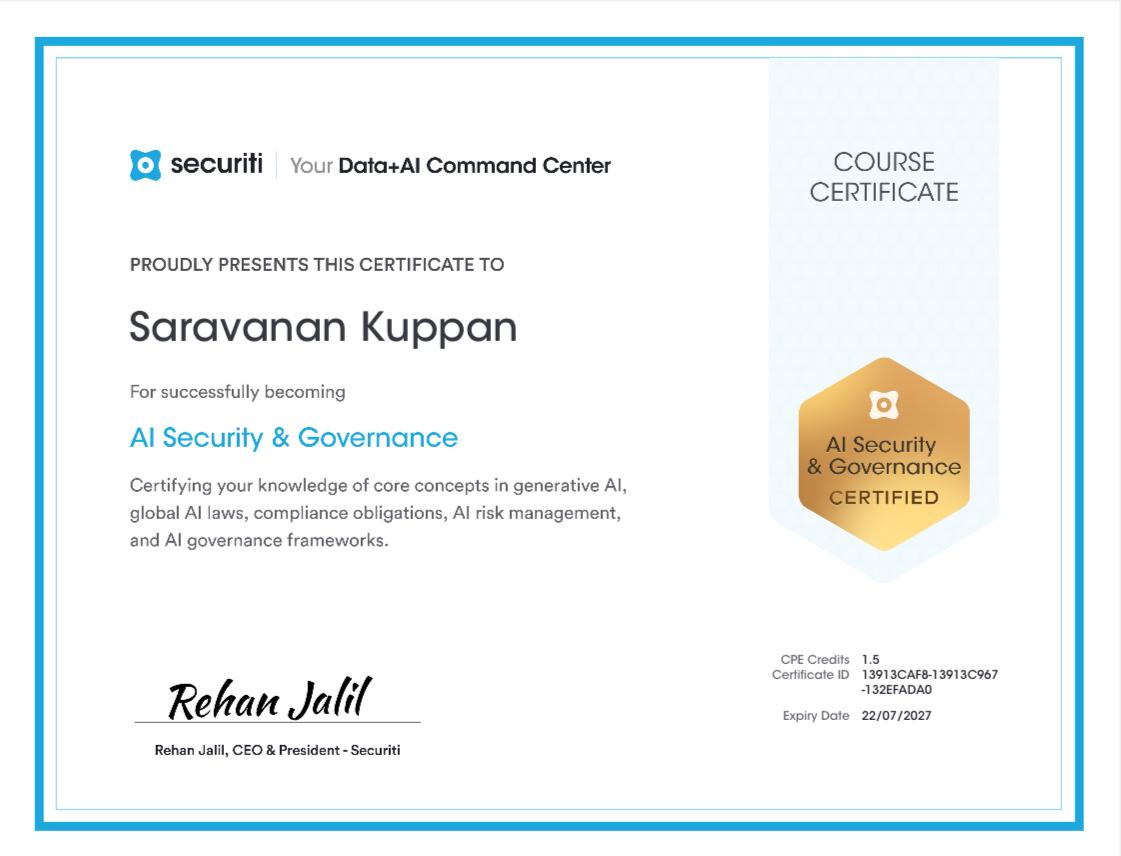 securiti
Your Data+AI Command Center
COURSE
CERTIFICATE
PROUDLY PRESENTS THIS CERTIFICATE TO
Saravanan Kuppan
For successfully becoming
AI Security & Governance
Certifying your knowledge of core concepts in generative AI,
global AI laws, compliance obligations, AI risk management,
and AI governance frameworks.
AI Security
& Governance
CERTIFIED
Rehan Jalil
Rehan Jalil, CEO & President - Securiti
CPE Credits 1.5
Certificate ID 13913CAF8-13913C967
-132EFADA0
Expiry Date 22/07/2027